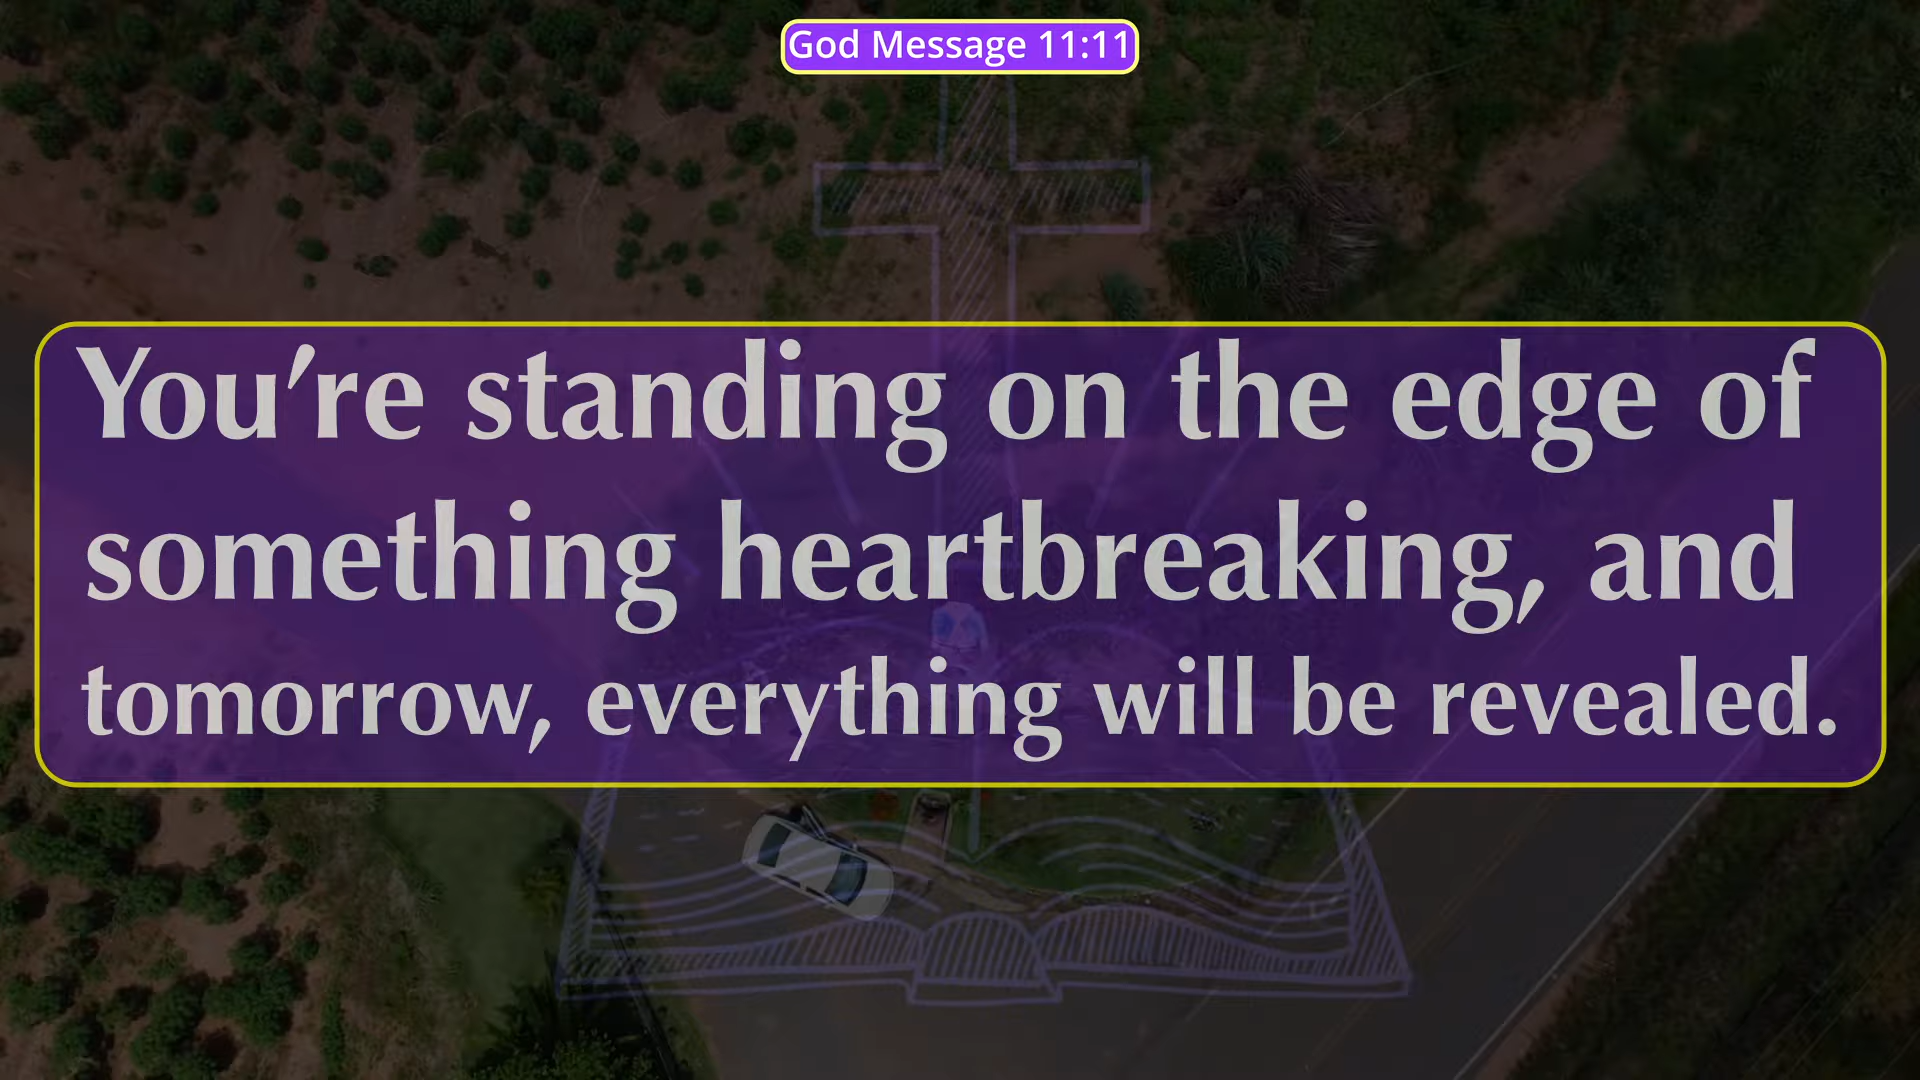 God Message 11:11
You’re standing on the edge of
something heartbreaking, and
tomorrow, everything will be revealed.